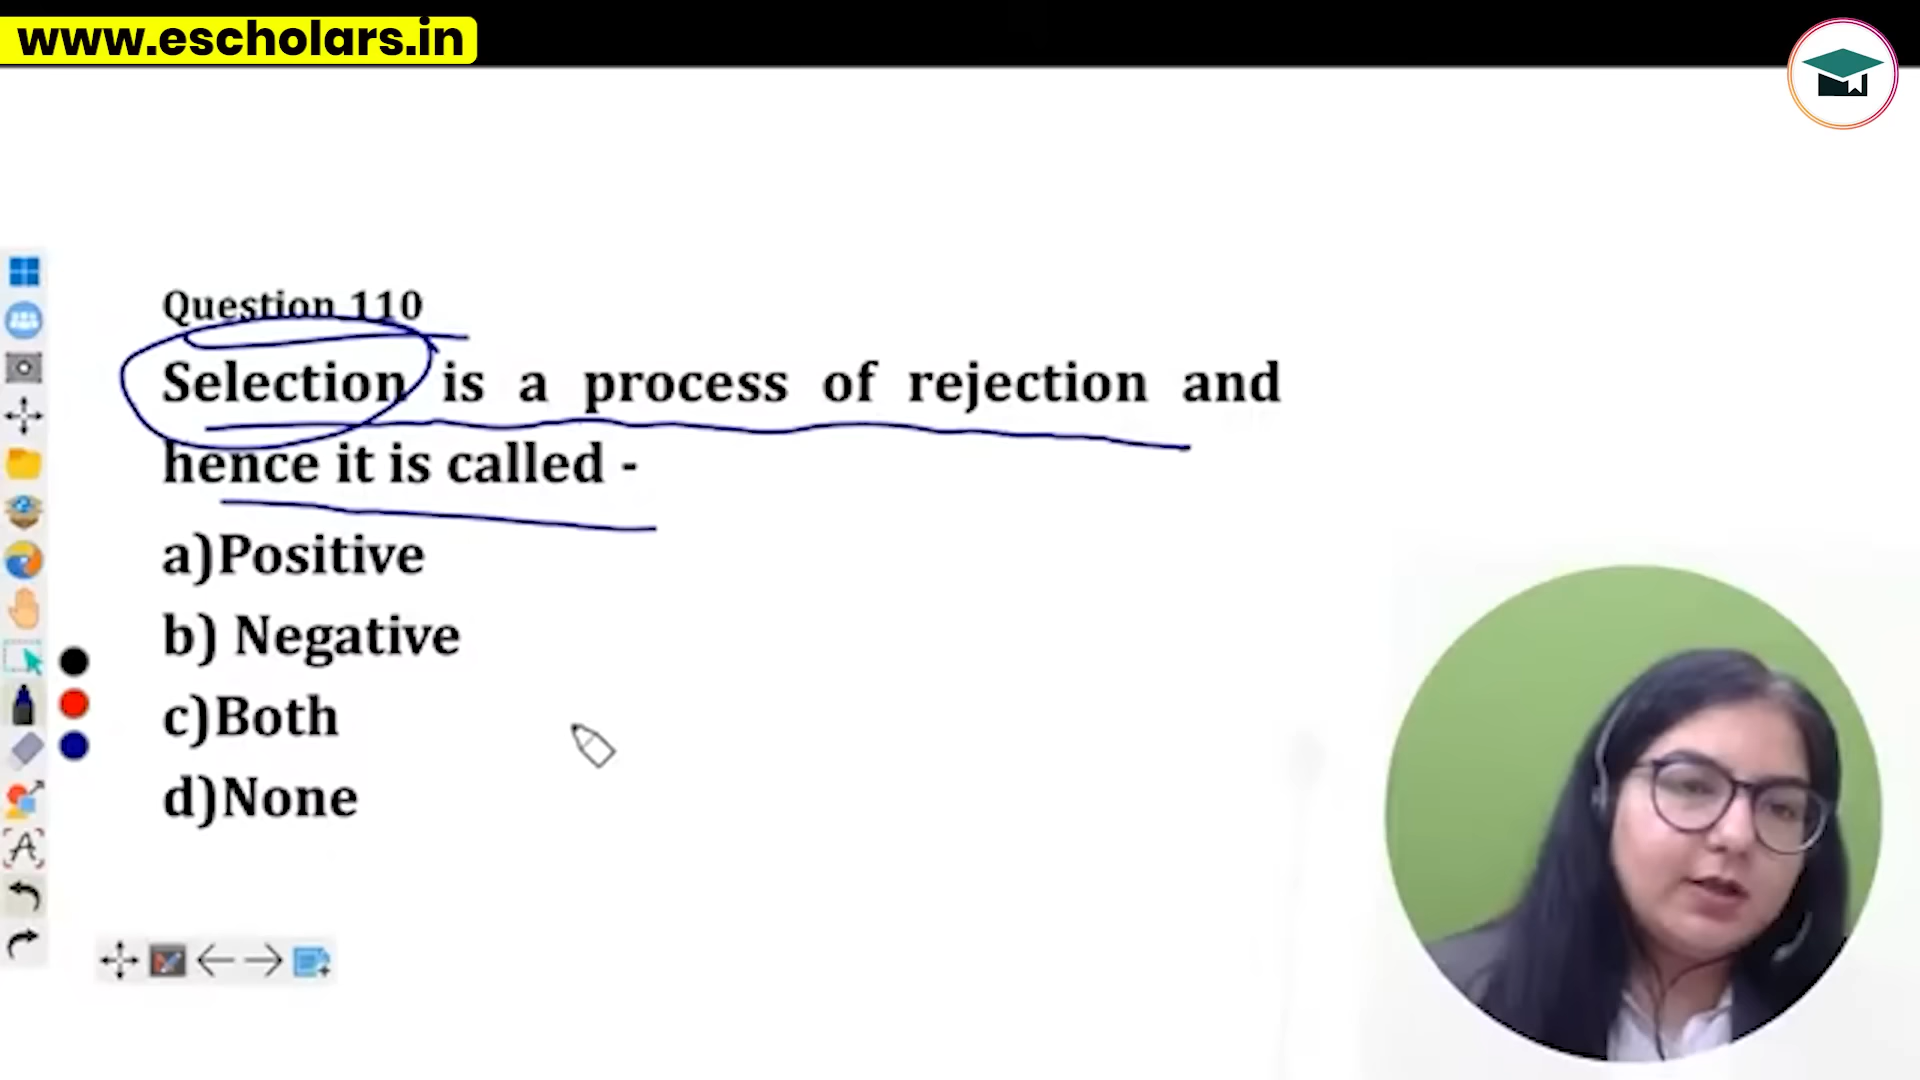 www.escholars.in
Question 110
Selection is a process of rejection and
hence it is called -
a)Positive
b) Negative
c)Both
d)None